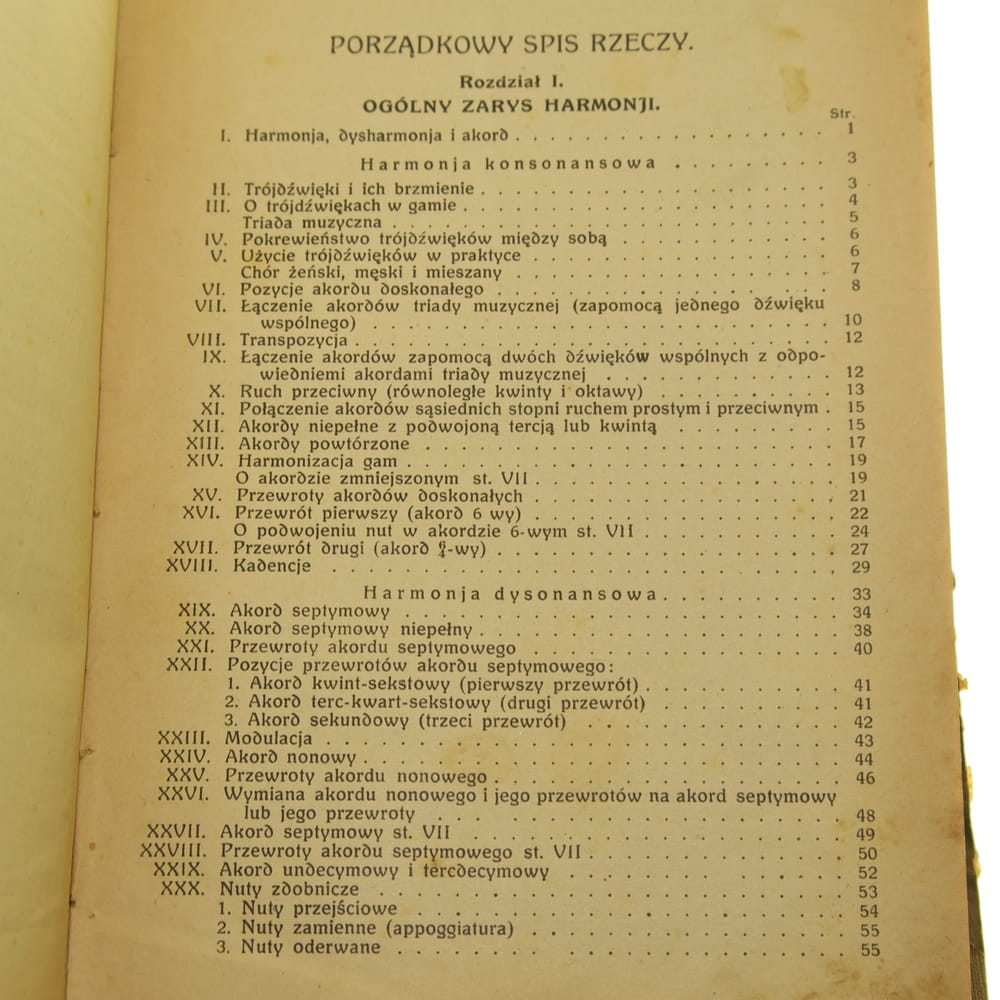 PORZĄDKOWY SPIS RZECZY.
Rozdział I.
OGÓLNY ZARYS HARMONJI.
Str.
I. Harmonja, dysharmonja i akord . . . . . . . . . . . . . . . . 1
Harmonja konsonansowa . . . . . . . . 3
II. Trójdźwięki i ich brzmienie . . . . . . . . . . . . . . . . . 3
III. O trójdźwiękach w gamie . . . . . . . . . . . . . . . . . . 4
Triada muzyczna . . . . . . . . . . . . . . . . . . . . . 5
IV. Pokrewieństwo trójdźwięków między sobą . . . . . . . . . . 6
V. Użycie trójdźwięków w praktyce . . . . . . . . . . . . . . 6
Chór żeński, męski i mieszany . . . . . . . . . . . . . . . 7
VI. Pozycje akordu doskonałego . . . . . . . . . . . . . . . . 8
VII. Łączenie akordów triady muzycznej (zapomocą jednego dźwięku
wspólnego) . . . . . . . . . . . . . . . . . . . . . . . 10
VIII. Transpozycja . . . . . . . . . . . . . . . . . . . . . . . 12
IX. Łączenie akordów zapomocą dwóch dźwięków wspólnych z odpo-
wiedniemi akordami triady muzycznej . . . . . . . . . . . 12
X. Ruch przeciwny (równoległe kwinty i oktawy) . . . . . . . . 13
XI. Połączenie akordów sąsiednich stopni ruchem prostym i przeciwnym . 15
XII. Akordy niepełne z podwojoną tercją lub kwintą . . . . . . . . 15
XIII. Akordy powtórzone . . . . . . . . . . . . . . . . . . . . 17
XIV. Harmonizacja gam . . . . . . . . . . . . . . . . . . . . . 19
O akordzie zmniejszonym st. VII . . . . . . . . . . . . . . 19
XV. Przewroty akordów doskonałych . . . . . . . . . . . . . . 21
XVI. Przewrót pierwszy (akord 6 wy) . . . . . . . . . . . . . . 22
O podwojeniu nut w akordzie 6-wym st. VII . . . . . . . . . 24
XVII. Przewrót drugi (akord 6/4-wy) . . . . . . . . . . . . . . . . 27
XVIII. Kadencje . . . . . . . . . . . . . . . . . . . . . . . . 29
Harmonja dysonansowa . . . . . . . . . 33
XIX. Akord septymowy . . . . . . . . . . . . . . . . . . . . . 34
XX. Akord septymowy niepełny . . . . . . . . . . . . . . . . . 38
XXI. Przewroty akordu septymowego . . . . . . . . . . . . . . . 40
XXII. Pozycje przewrotów akordu septymowego:
1. Akord kwint-sekstowy (pierwszy przewrót) . . . . . . . . . 41
2. Akord terc-kwart-sekstowy (drugi przewrót) . . . . . . . . 41
3. Akord sekundowy (trzeci przewrót) . . . . . . . . . . . . 42
XXIII. Modulacja . . . . . . . . . . . . . . . . . . . . . . . . 43
XXIV. Akord nonowy . . . . . . . . . . . . . . . . . . . . . . . 44
XXV. Przewroty akordu nonowego . . . . . . . . . . . . . . . . 46
XXVI. Wymiana akordu nonowego i jego przewrotów na akord septymowy
lub jego przewroty . . . . . . . . . . . . . . . . . . . 48
XXVII. Akord septymowy st. VII . . . . . . . . . . . . . . . . . . 49
XXVIII. Przewroty akordu septymowego st. VII . . . . . . . . . . . . 50
XXIX. Akord undecymowy i tercdecymowy . . . . . . . . . . . . . 52
XXX. Nuty zdobnicze . . . . . . . . . . . . . . . . . . . . . . 53
1. Nuty przejściowe . . . . . . . . . . . . . . . . . . . . 54
2. Nuty zamienne (appoggiatura) . . . . . . . . . . . . . . 55
3. Nuty oderwane . . . . . . . . . . . . . . . . . . . . . 55